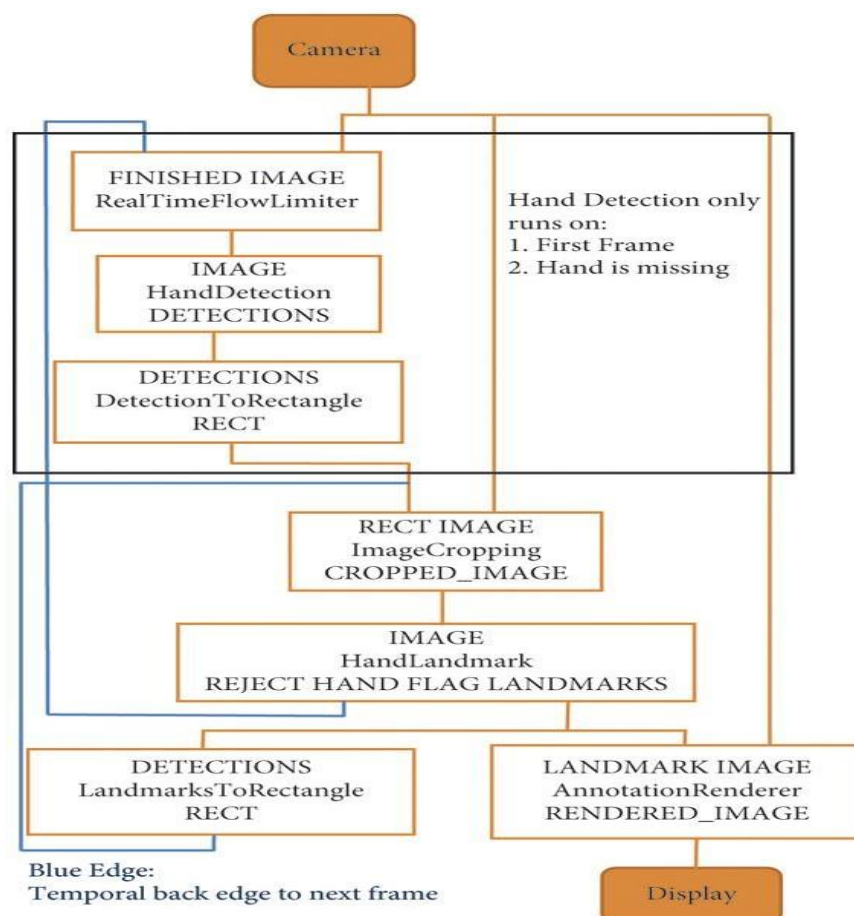 Camera
FINISHED IMAGE
RealTimeFlowLimiter
Hand Detection only
runs on:
1. First Frame
2. Hand is missing
IMAGE
HandDetection
DETECTIONS
DETECTIONS
DetectionToRectangle
RECT
RECT IMAGE
ImageCropping
CROPPED_IMAGE
IMAGE
HandLandmark
REJECT HAND FLAG LANDMARKS
DETECTIONS
LandmarksToRectangle
RECT
LANDMARK IMAGE
AnnotationRenderer
RENDERED_IMAGE
Blue Edge:
Temporal back edge to next frame
Display